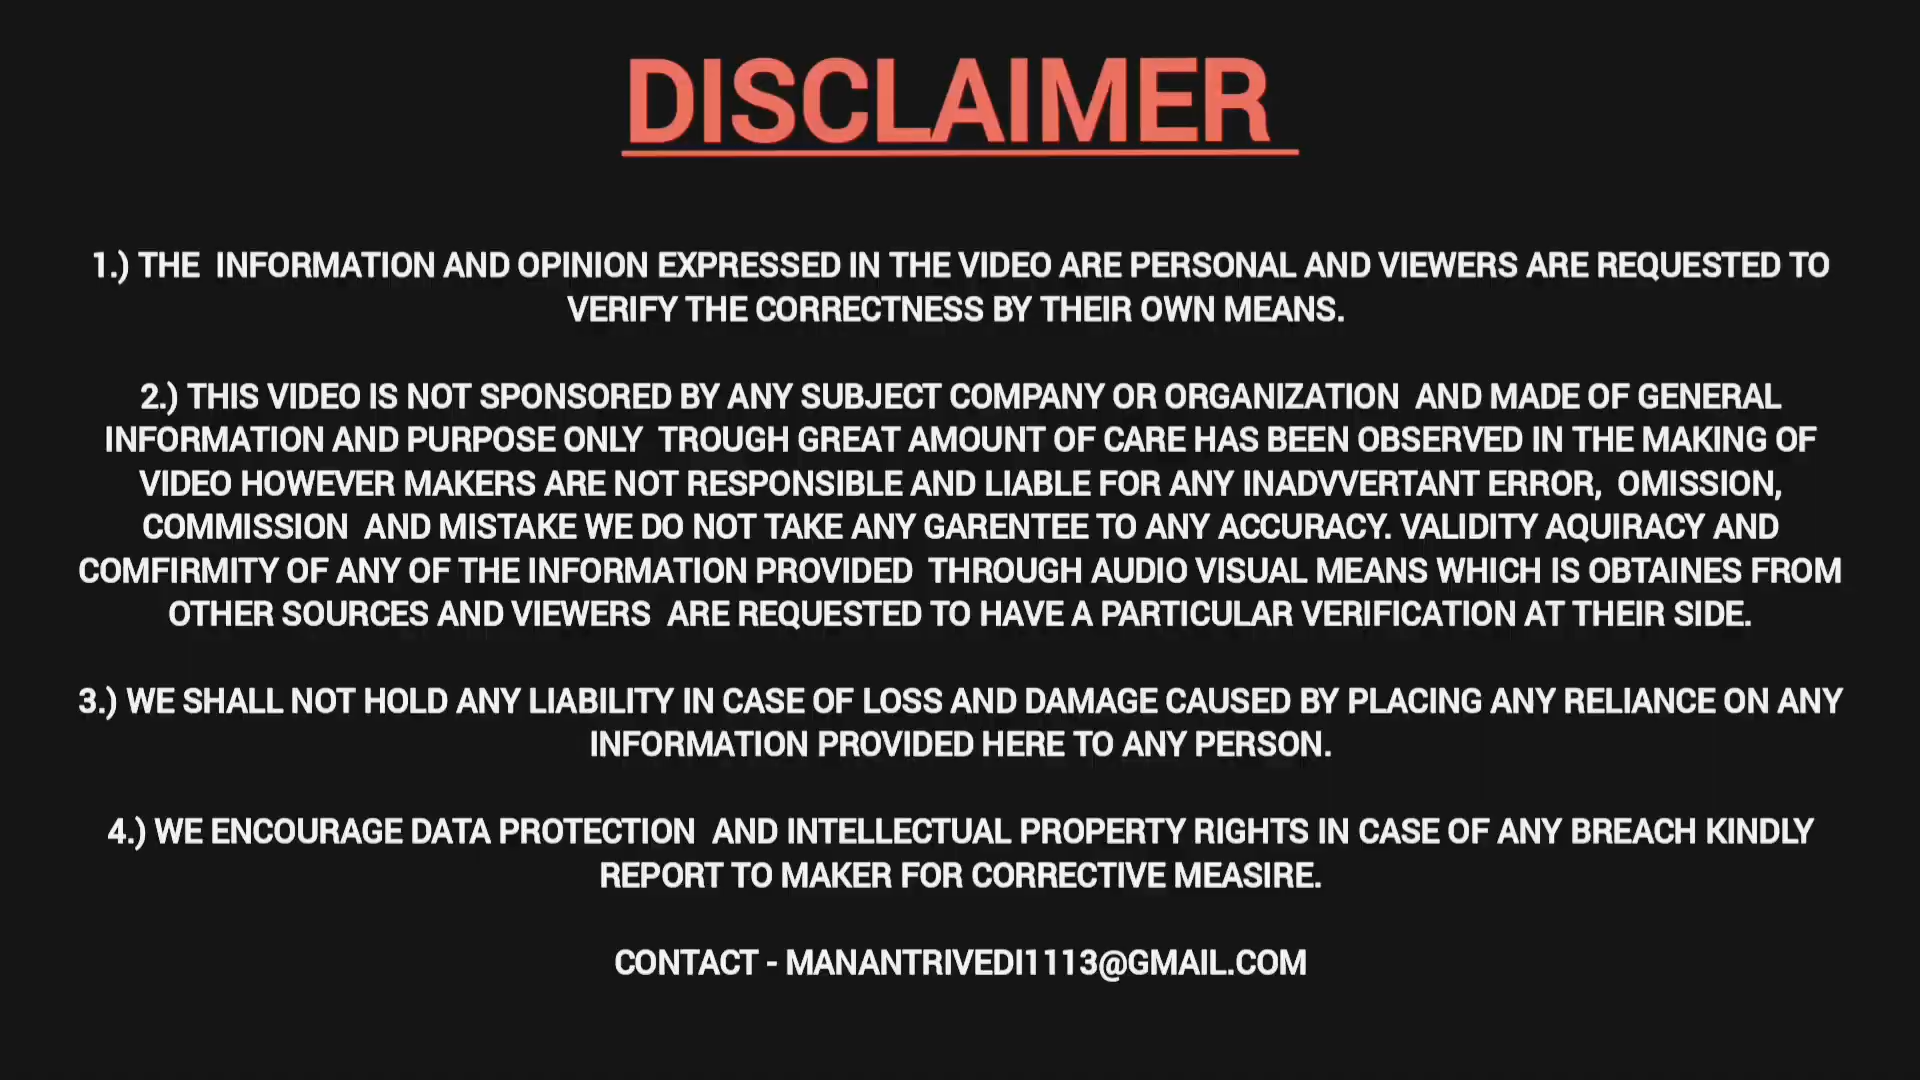 DISCLAIMER
1.) THE INFORMATION AND OPINION EXPRESSED IN THE VIDEO ARE PERSONAL AND VIEWERS ARE REQUESTED TO
VERIFY THE CORRECTNESS BY THEIR OWN MEANS.
2.) THIS VIDEO IS NOT SPONSORED BY ANY SUBJECT COMPANY OR ORGANIZATION AND MADE OF GENERAL
INFORMATION AND PURPOSE ONLY TROUGH GREAT AMOUNT OF CARE HAS BEEN OBSERVED IN THE MAKING OF
VIDEO HOWEVER MAKERS ARE NOT RESPONSIBLE AND LIABLE FOR ANY INADVVERTANT ERROR, OMISSION,
COMMISSION AND MISTAKE WE DO NOT TAKE ANY GARENTEE TO ANY ACCURACY. VALIDITY AQUIRACY AND
COMFIRMITY OF ANY OF THE INFORMATION PROVIDED THROUGH AUDIO VISUAL MEANS WHICH IS OBTAINES FROM
OTHER SOURCES AND VIEWERS ARE REQUESTED TO HAVE A PARTICULAR VERIFICATION AT THEIR SIDE.
3.) WE SHALL NOT HOLD ANY LIABILITY IN CASE OF LOSS AND DAMAGE CAUSED BY PLACING ANY RELIANCE ON ANY
INFORMATION PROVIDED HERE TO ANY PERSON.
4.) WE ENCOURAGE DATA PROTECTION AND INTELLECTUAL PROPERTY RIGHTS IN CASE OF ANY BREACH KINDLY
REPORT TO MAKER FOR CORRECTIVE MEASIRE.
CONTACT - MANANTRIVEDI1113@GMAIL.COM